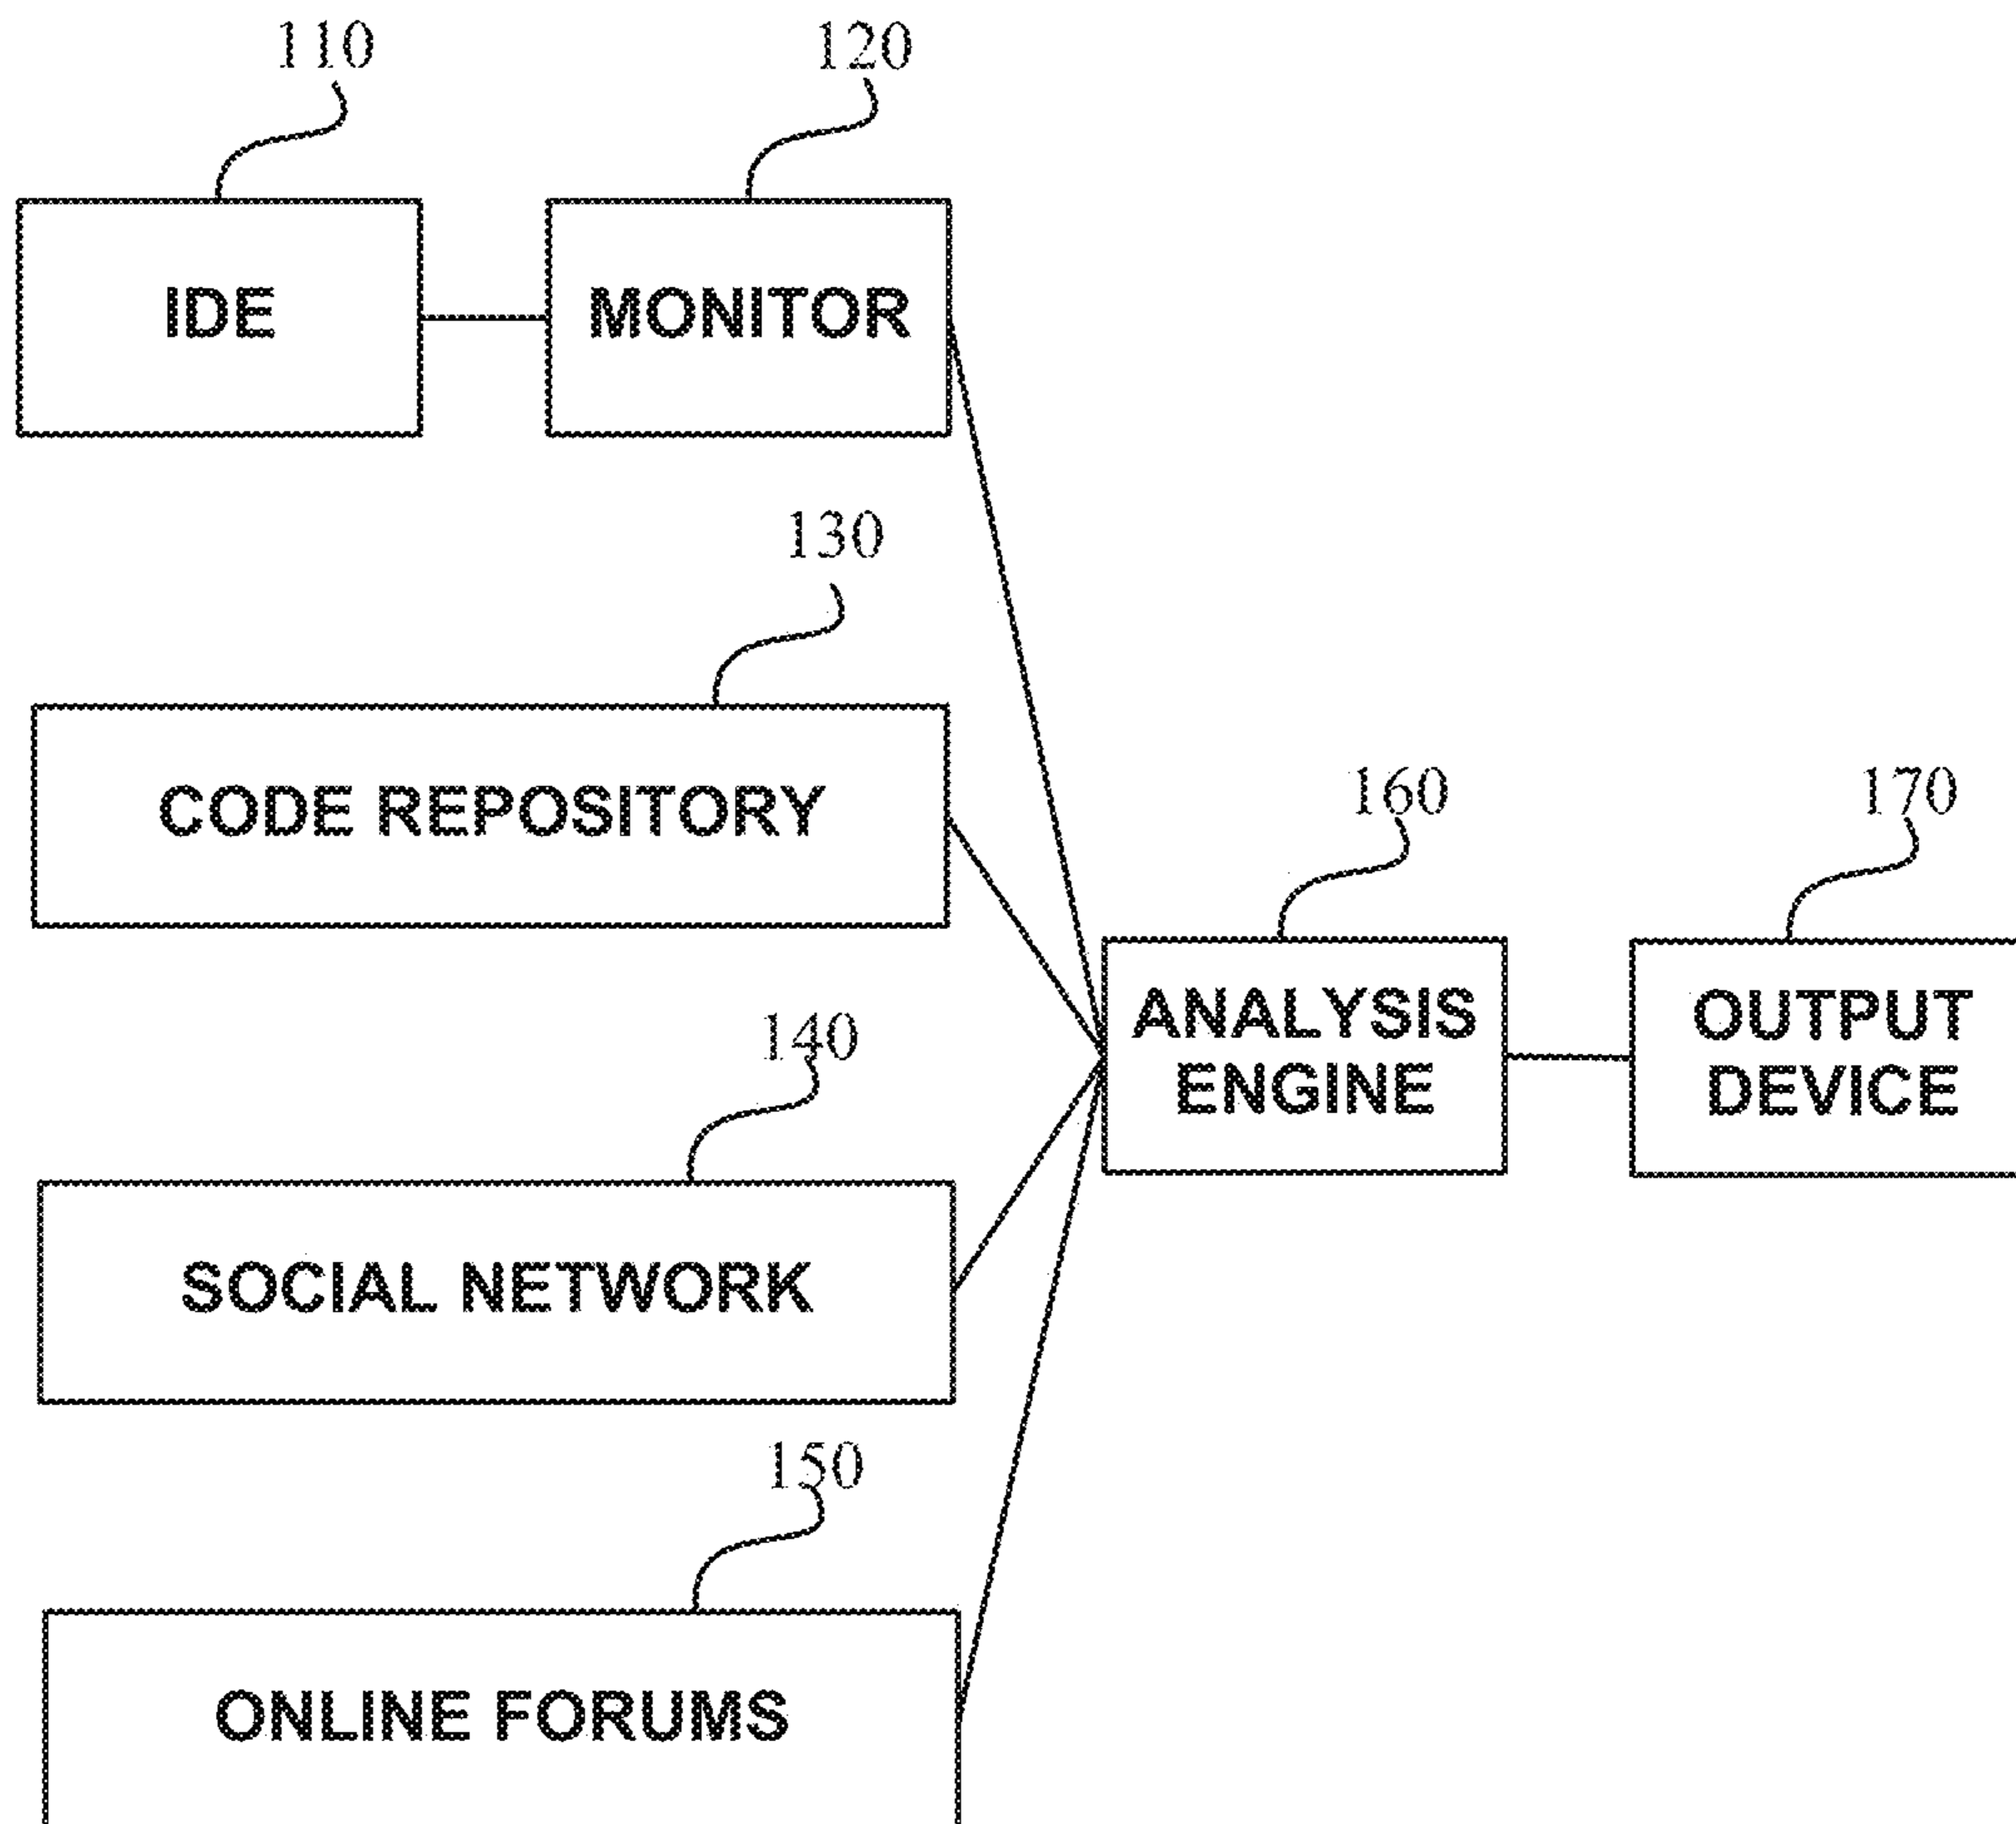 110
120
IDE
MONITOR
130
CODE REPOSITORY
160
170
ANALYSIS
ENGINE
OUTPUT
DEVICE
140
SOCIAL NETWORK
150
ONLINE FORUMS